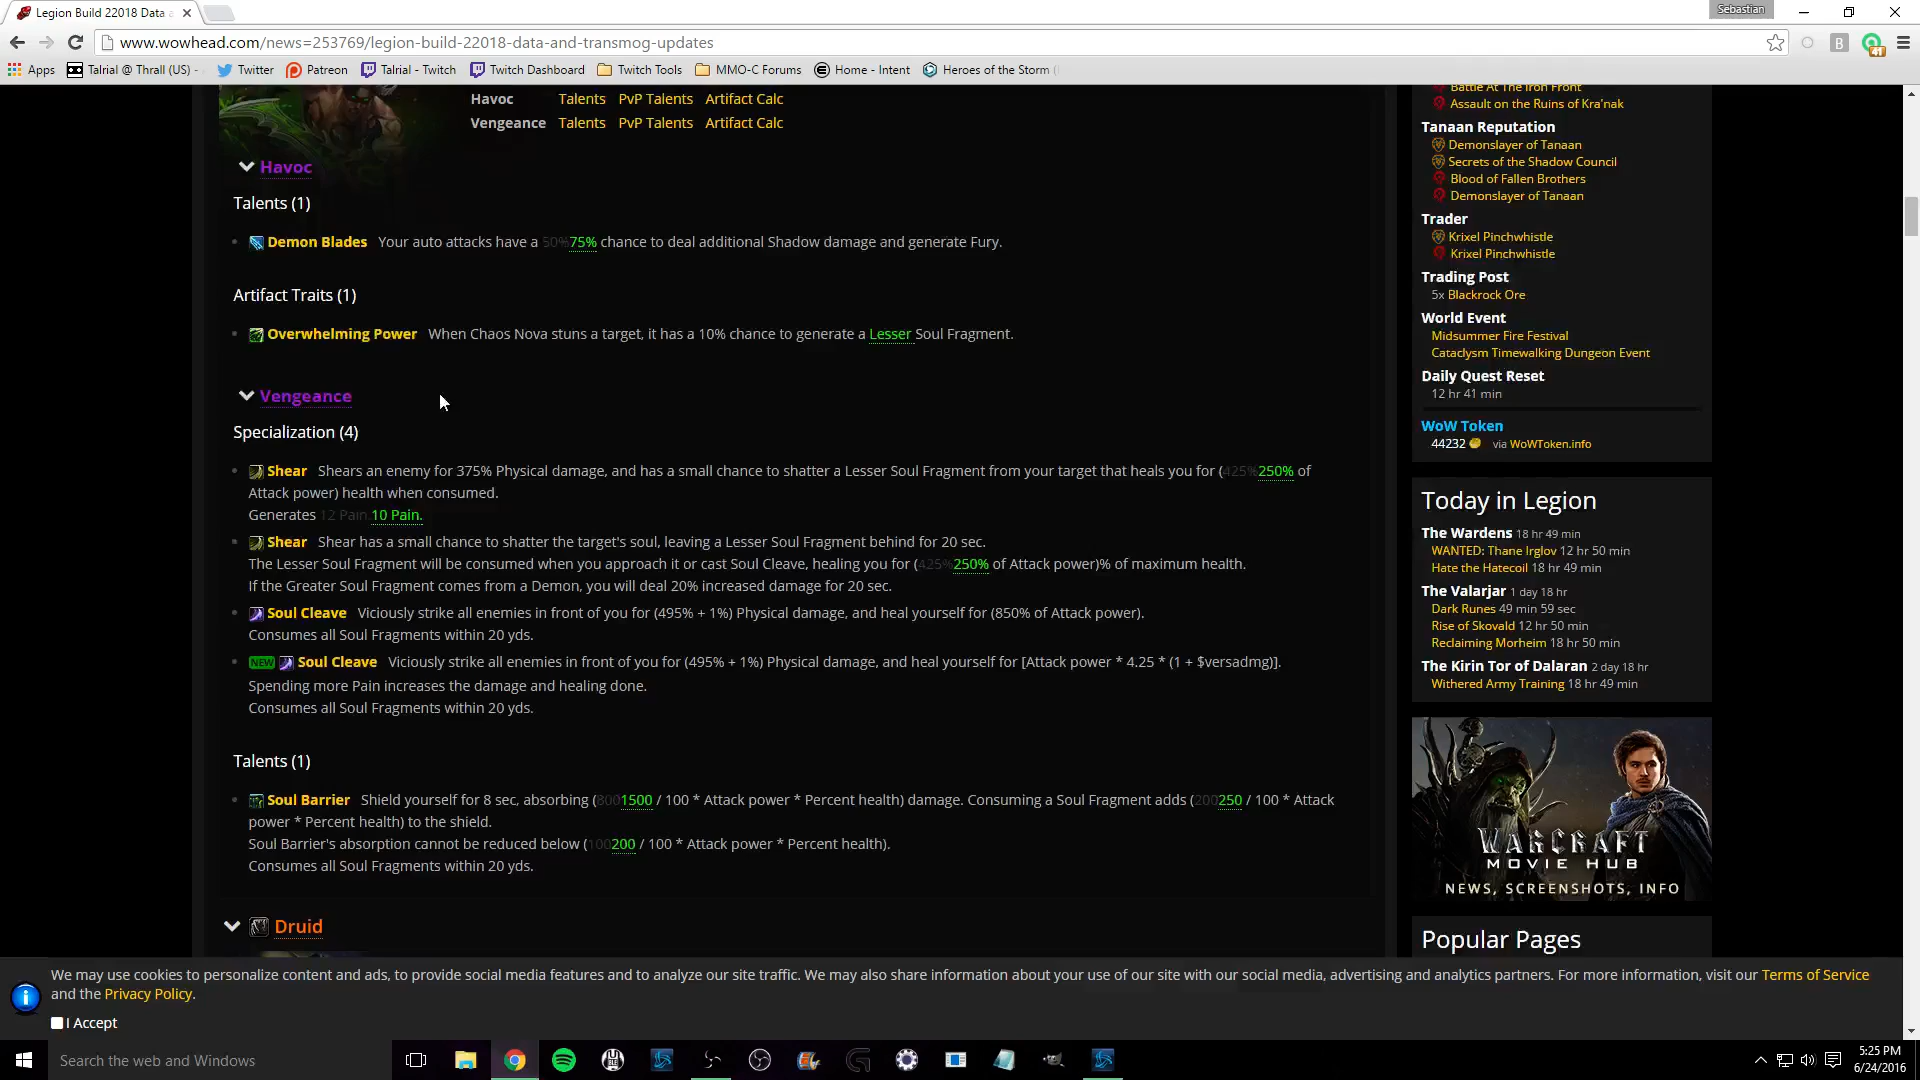 Legion Build 22018 Data a
Sebastian
www.wowhead.com/news=253769/legion-build-22018-data-and-transmog-updates
Apps
Talrial @ Thrall (US) -
Twitter
Patreon
Talrial - Twitch
Twitch Dashboard
Twitch Tools
MMO-C Forums
Home - Intent
Heroes of the Storm (
Havoc Talents PvP Talents Artifact Calc
Vengeance Talents PvP Talents Artifact Calc
Havoc
Talents (1)
Demon Blades Your auto attacks have a 50%75% chance to deal additional Shadow damage and generate Fury.
Artifact Traits (1)
Overwhelming Power When Chaos Nova stuns a target, it has a 10% chance to generate a Lesser Soul Fragment.
Vengeance
Specialization (4)
Shear Shears an enemy for 375% Physical damage, and has a small chance to shatter a Lesser Soul Fragment from your target that heals you for (425%250% of
Attack power) health when consumed.
Generates 12 Pain.10 Pain.
Shear Shear has a small chance to shatter the target's soul, leaving a Lesser Soul Fragment behind for 20 sec.
The Lesser Soul Fragment will be consumed when you approach it or cast Soul Cleave, healing you for (425%250% of Attack power)% of maximum health.
If the Greater Soul Fragment comes from a Demon, you will deal 20% increased damage for 20 sec.
Soul Cleave Viciously strike all enemies in front of you for (495% + 1%) Physical damage, and heal yourself for (850% of Attack power).
Consumes all Soul Fragments within 20 yds.
NEW Soul Cleave Viciously strike all enemies in front of you for (495% + 1%) Physical damage, and heal yourself for [Attack power * 4.25 * (1 + $versadmg)].
Spending more Pain increases the damage and healing done.
Consumes all Soul Fragments within 20 yds.
Talents (1)
Soul Barrier Shield yourself for 8 sec, absorbing (8001500 / 100 * Attack power * Percent health) damage. Consuming a Soul Fragment adds (200250 / 100 * Attack
power * Percent health) to the shield.
Soul Barrier's absorption cannot be reduced below (100200 / 100 * Attack power * Percent health).
Consumes all Soul Fragments within 20 yds.
Druid
Battle At The Iron Front
Assault on the Ruins of Kra'nak
Tanaan Reputation
Demonslayer of Tanaan
Secrets of the Shadow Council
Blood of Fallen Brothers
Demonslayer of Tanaan
Trader
Krixel Pinchwhistle
Krixel Pinchwhistle
Trading Post
5x Blackrock Ore
World Event
Midsummer Fire Festival
Cataclysm Timewalking Dungeon Event
Daily Quest Reset
12 hr 41 min
WoW Token
44232 via WoWToken.info
Today in Legion
The Wardens 18 hr 49 min
WANTED: Thane Irglov 12 hr 50 min
Hate the Hatecoil 18 hr 49 min
The Valarjar 1 day 18 hr
Dark Runes 49 min 59 sec
Rise of Skovald 12 hr 50 min
Reclaiming Morheim 18 hr 50 min
The Kirin Tor of Dalaran 2 day 18 hr
Withered Army Training 18 hr 49 min
WARCRAFT
MOVIE HUB
NEWS, SCREENSHOTS, INFO
Popular Pages
We may use cookies to personalize content and ads, to provide social media features and to analyze our site traffic. We may also share information about your use of our site with our social media, advertising and analytics partners. For more information, visit our Terms of Service
and the Privacy Policy.
I Accept
Search the web and Windows
5:25 PM
6/24/2016